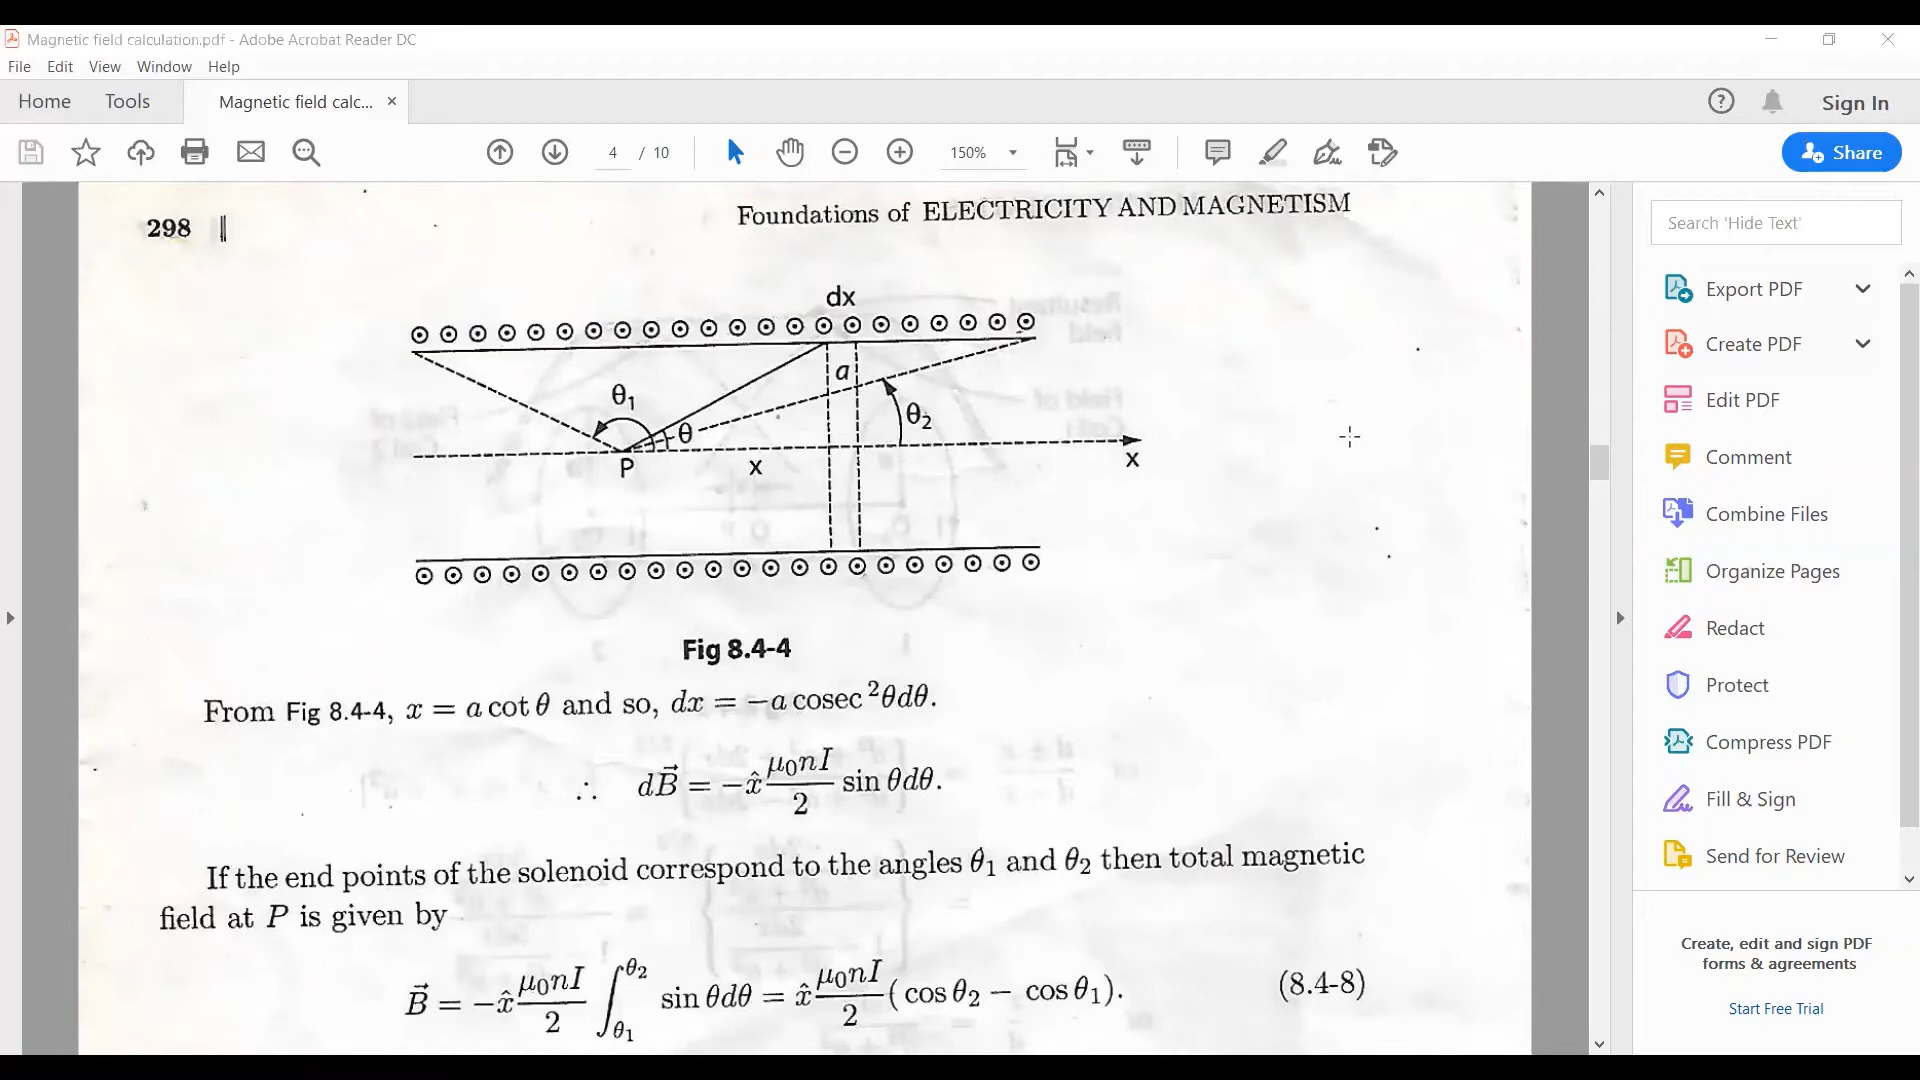 Magnetic field calculation.pdf - Adobe Acrobat Reader DC
File Edit View Window Help
Home Tools Magnetic field calc... × Sign In
4 / 10 150% Share
298 ||
Foundations of ELECTRICITY AND MAGNETISM
dx
a
θ₁
θ
θ₂
P
x
x
Fig 8.4-4
From Fig 8.4-4, x = a cot θ and so, dx = −a cosec ²θdθ.
∴ dB⃗ = −x̂ μ₀nI/2 sin θdθ.
If the end points of the solenoid correspond to the angles θ₁ and θ₂ then total magnetic
field at P is given by
B⃗ = −x̂ μ₀nI/2 ∫θ₁^θ₂ sin θdθ = x̂ μ₀nI/2 ( cos θ₂ − cos θ₁). (8.4-8)
Search 'Hide Text'
Export PDF
Create PDF
Edit PDF
Comment
Combine Files
Organize Pages
Redact
Protect
Compress PDF
Fill & Sign
Send for Review
Create, edit and sign PDF
forms & agreements
Start Free Trial